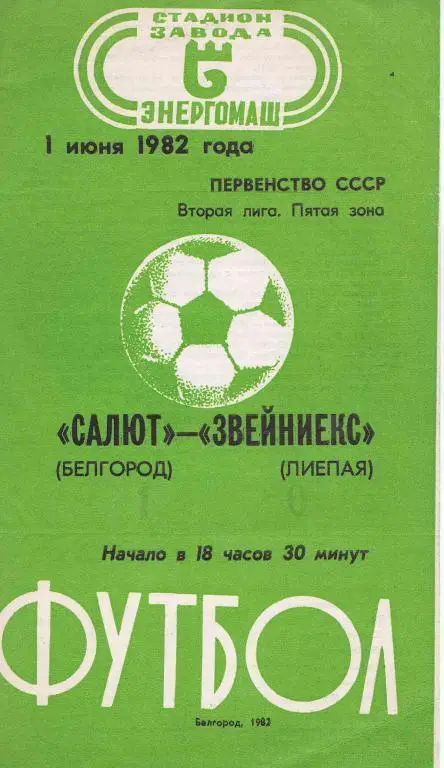 СТАДИОН
ЗАВОДА
ЭНЕРГОМАШ
1 июня 1982 года
ПЕРВЕНСТВО СССР
Вторая лига. Пятая зона
«САЛЮТ»—«ЗВЕЙНИЕКС»
(БЕЛГОРОД) (ЛИЕПАЯ)
1 0
Начало в 18 часов 30 минут
ФУТБОЛ
Белгород, 1982